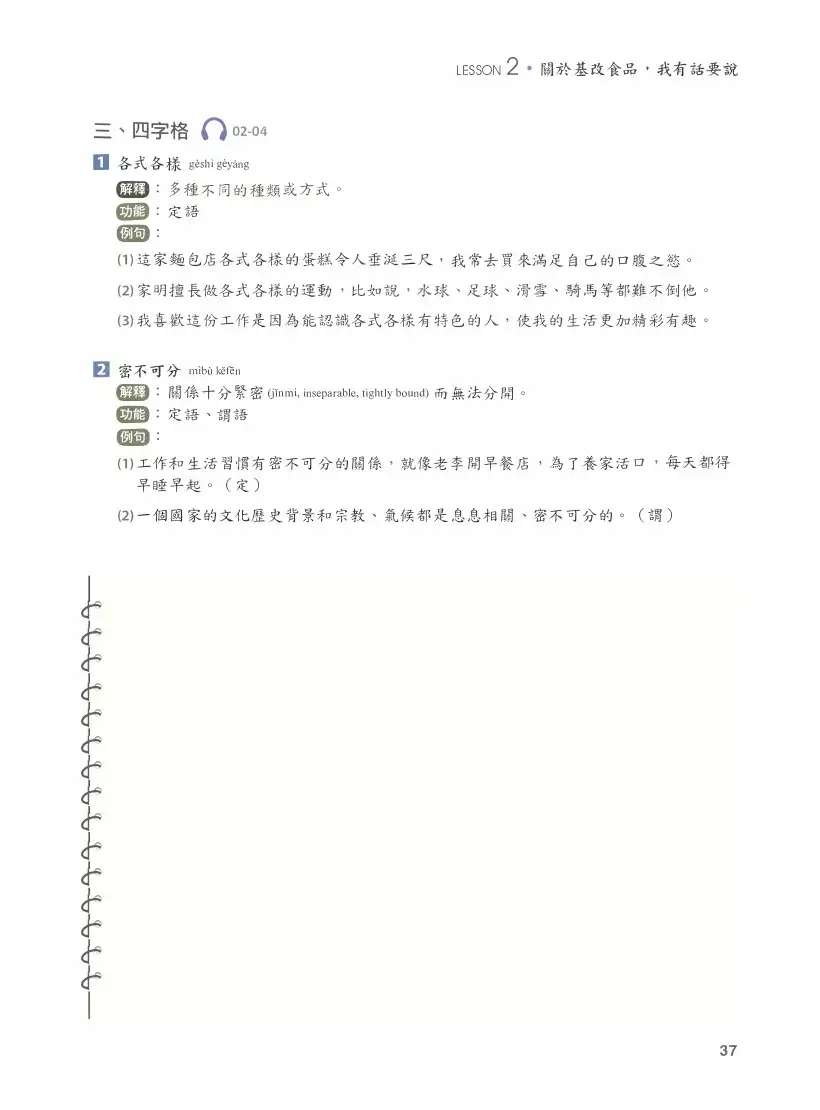 LESSON 2 • 關於基改食品，我有話要說
三、四字格 02-04
1 各式各樣 gèshì gèyàng
解釋：多種不同的種類或方式。
功能：定語
例句：
(1) 這家麵包店各式各樣的蛋糕令人垂涎三尺，我常去買來滿足自己的口腹之慾。
(2) 家明擅長做各式各樣的運動，比如說，水球、足球、滑雪、騎馬等都難不倒他。
(3) 我喜歡這份工作是因為能認識各式各樣有特色的人，使我的生活更加精彩有趣。
2 密不可分 mìbù kěfēn
解釋：關係十分緊密 (jǐnmì, inseparable, tightly bound) 而無法分開。
功能：定語、謂語
例句：
(1) 工作和生活習慣有密不可分的關係，就像老李開早餐店，為了養家活口，每天都得
早睡早起。（定）
(2) 一個國家的文化歷史背景和宗教、氣候都是息息相關、密不可分的。（謂）
37